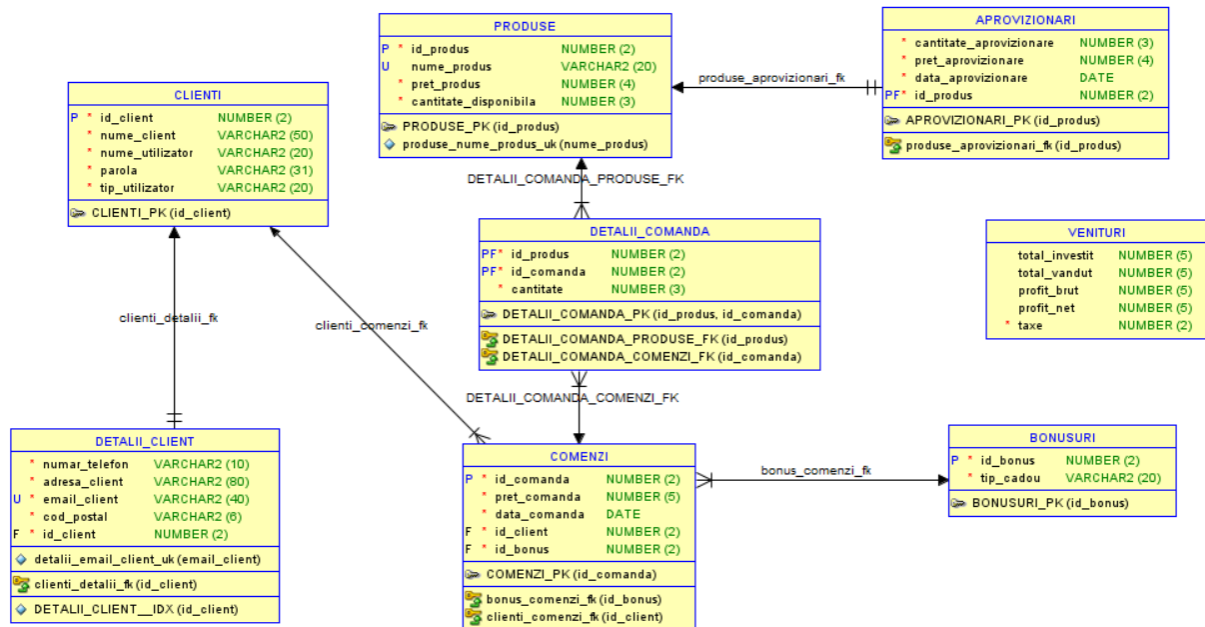 PRODUSE
P * id_produs NUMBER (2)
U nume_produs VARCHAR2 (20)
* pret_produs NUMBER (4)
* cantitate_disponibila NUMBER (3)
PRODUSE_PK (id_produs)
produse_nume_produs_uk (nume_produs)
produse_aprovizionari_fk
APROVIZIONARI
* cantitate_aprovizionare NUMBER (3)
* pret_aprovizionare NUMBER (4)
* data_aprovizionare DATE
PF* id_produs NUMBER (2)
APROVIZIONARI_PK (id_produs)
produse_aprovizionari_fk (id_produs)
CLIENTI
P * id_client NUMBER (2)
* nume_client VARCHAR2 (50)
* nume_utilizator VARCHAR2 (20)
* parola VARCHAR2 (31)
* tip_utilizator VARCHAR2 (20)
CLIENTI_PK (id_client)
DETALII_COMANDA_PRODUSE_FK
DETALII_COMANDA
PF* id_produs NUMBER (2)
PF* id_comanda NUMBER (2)
* cantitate NUMBER (3)
DETALII_COMANDA_PK (id_produs, id_comanda)
DETALII_COMANDA_PRODUSE_FK (id_produs)
DETALII_COMANDA_COMENZI_FK (id_comanda)
VENITURI
total_investit NUMBER (5)
total_vandut NUMBER (5)
profit_brut NUMBER (5)
profit_net NUMBER (5)
* taxe NUMBER (2)
clienti_detalii_fk
clienti_comenzi_fk
DETALII_COMANDA_COMENZI_FK
DETALII_CLIENT
* numar_telefon VARCHAR2 (10)
* adresa_client VARCHAR2 (80)
U * email_client VARCHAR2 (40)
* cod_postal VARCHAR2 (6)
F * id_client NUMBER (2)
detalii_email_client_uk (email_client)
clienti_detalii_fk (id_client)
DETALII_CLIENT__IDX (id_client)
COMENZI
P * id_comanda NUMBER (2)
* pret_comanda NUMBER (5)
* data_comanda DATE
F * id_client NUMBER (2)
F * id_bonus NUMBER (2)
COMENZI_PK (id_comanda)
bonus_comenzi_fk (id_bonus)
clienti_comenzi_fk (id_client)
bonus_comenzi_fk
BONUSURI
P * id_bonus NUMBER (2)
* tip_cadou VARCHAR2 (20)
BONUSURI_PK (id_bonus)